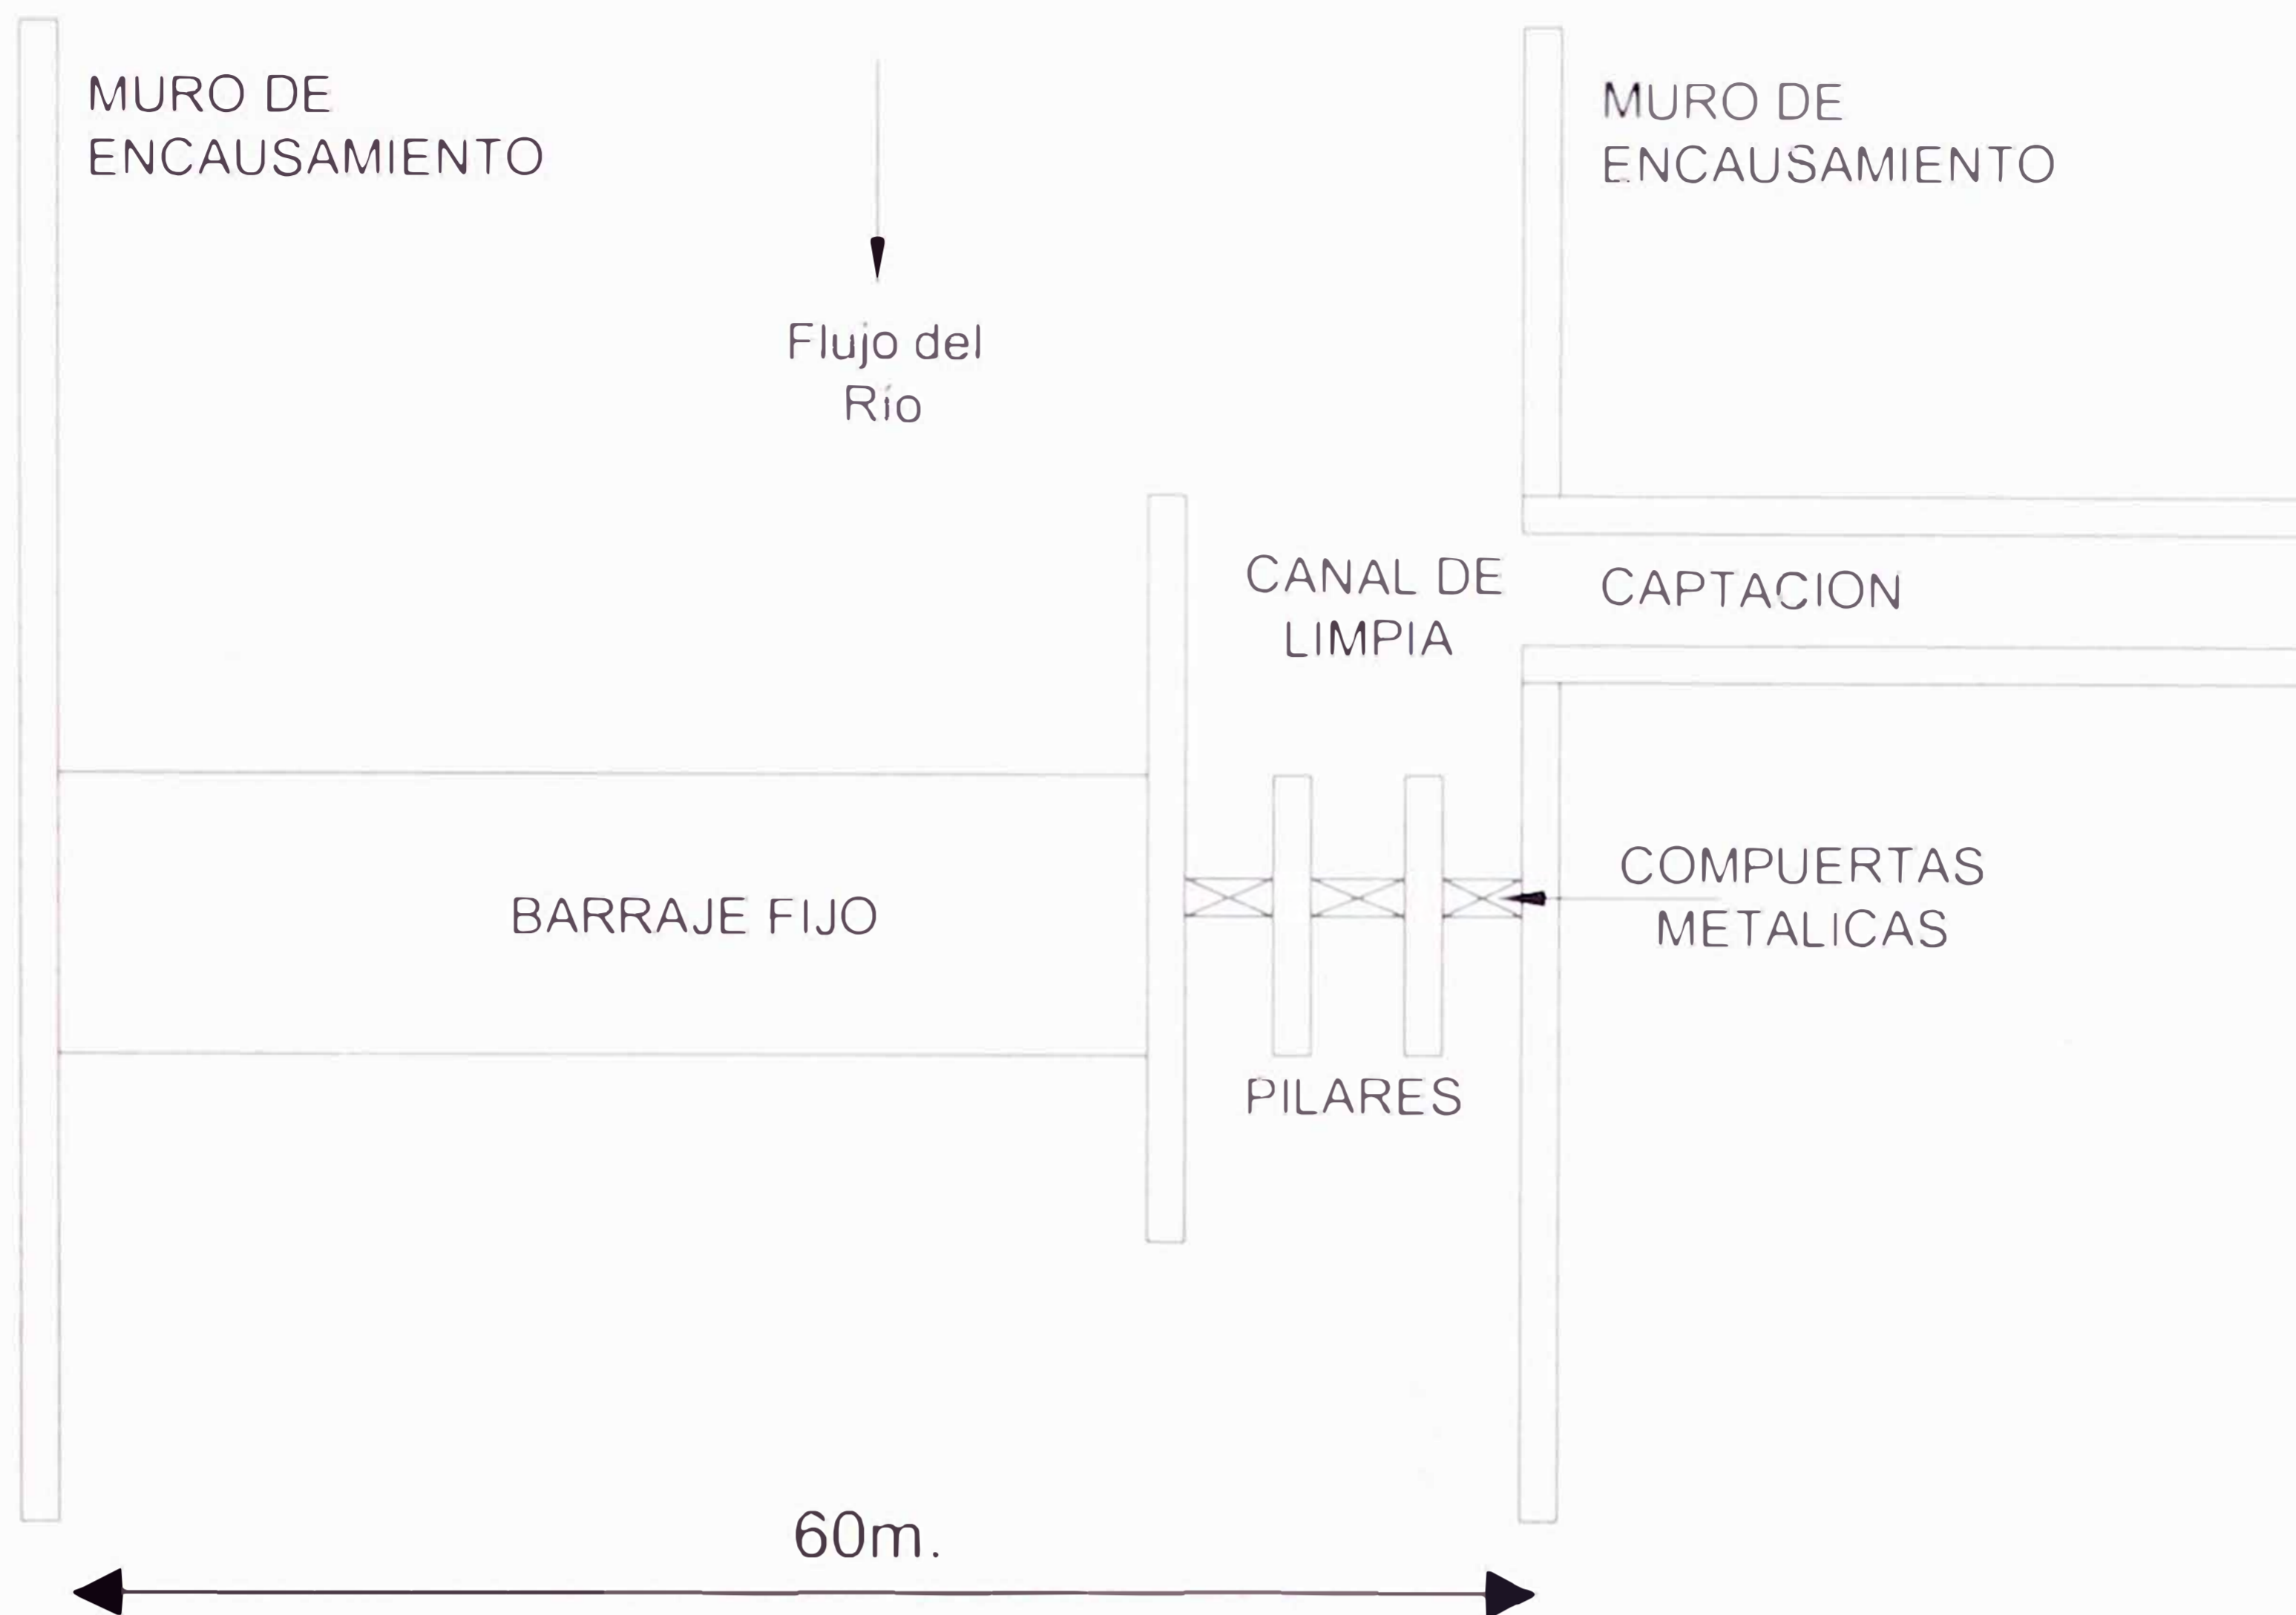 MURO DE
ENCAUSAMIENTO
MURO DE
ENCAUSAMIENTO
Flujo del
Río
CANAL DE
LIMPIA
CAPTACION
COMPUERTAS
METALICAS
BARRAJE FIJO
PILARES
60m.